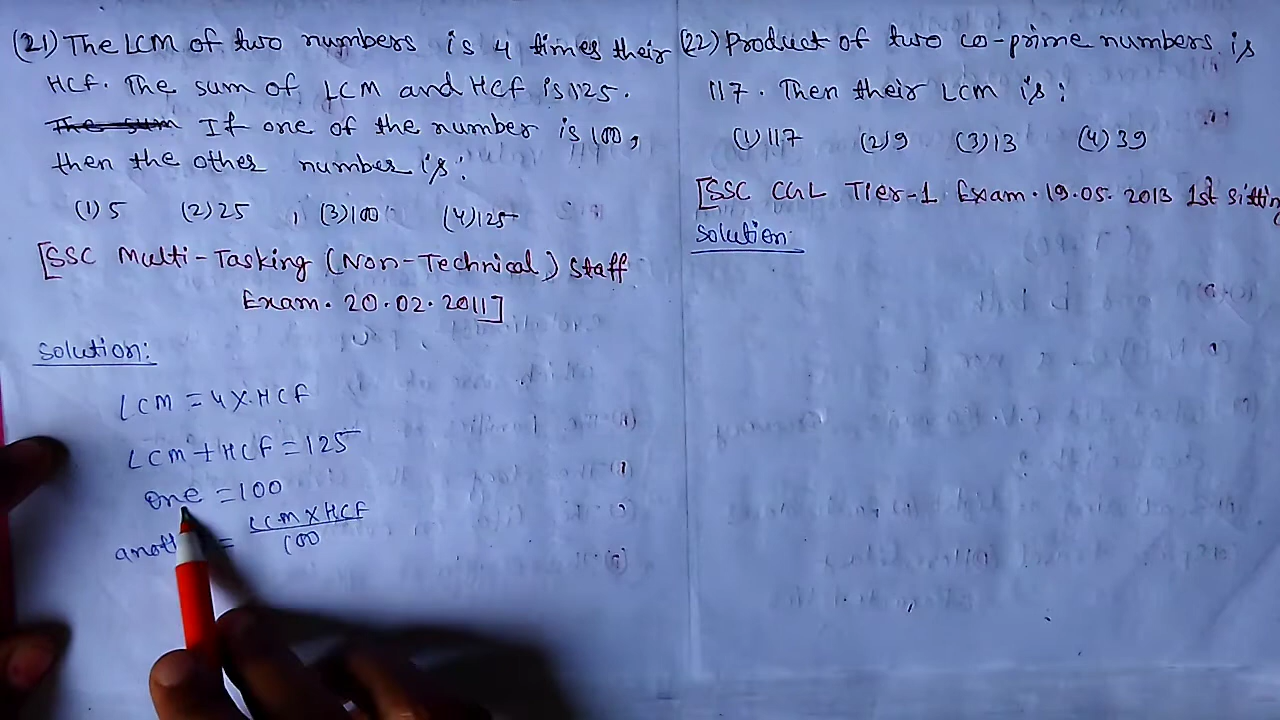 (21) The LCM of two numbers is 4 times their
HCF. The sum of LCM and HCF is 125.
The sum If one of the number is 100,
then the other number is:
(1) 5 (2) 25 , (3) 100 (4) 125
[SSC Multi-Tasking (Non-Technical) Staff
Exam. 20.02.2011]
Solution:
LCM = 4 X HCF
LCM + HCF = 125
one = 100
LCM X HCF
= 100
(22) Product of two co-prime numbers is
117. Then their LCM is:
(1) 117 (2) 9 (3) 13 (4) 39
[SSC CGL Tier-1 Exam. 19.05. 2013 1st Sittin
Solution: